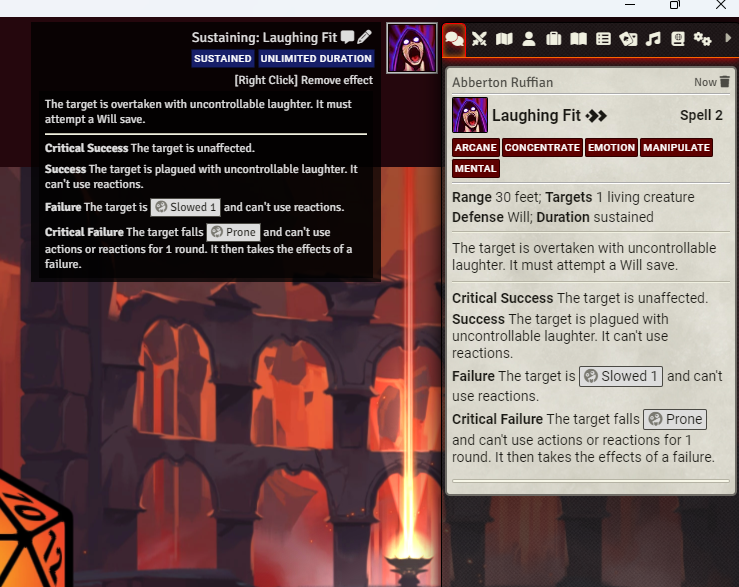 Sustaining: Laughing Fit
SUSTAINED UNLIMITED DURATION
[Right Click] Remove effect
The target is overtaken with uncontrollable laughter. It must
attempt a Will save.
Critical Success The target is unaffected.
Success The target is plagued with uncontrollable laughter. It
can't use reactions.
Failure The target is Slowed 1 and can't use reactions.
Critical Failure The target falls Prone and can't use
actions or reactions for 1 round. It then takes the effects of a
failure.
Abberton Ruffian Now
Laughing Fit Spell 2
ARCANE CONCENTRATE EMOTION MANIPULATE
MENTAL
Range 30 feet; Targets 1 living creature
Defense Will; Duration sustained
The target is overtaken with uncontrollable
laughter. It must attempt a Will save.
Critical Success The target is unaffected.
Success The target is plagued with
uncontrollable laughter. It can't use
reactions.
Failure The target is Slowed 1 and can't
use reactions.
Critical Failure The target falls Prone
and can't use actions or reactions for 1
round. It then takes the effects of a failure.
10
12